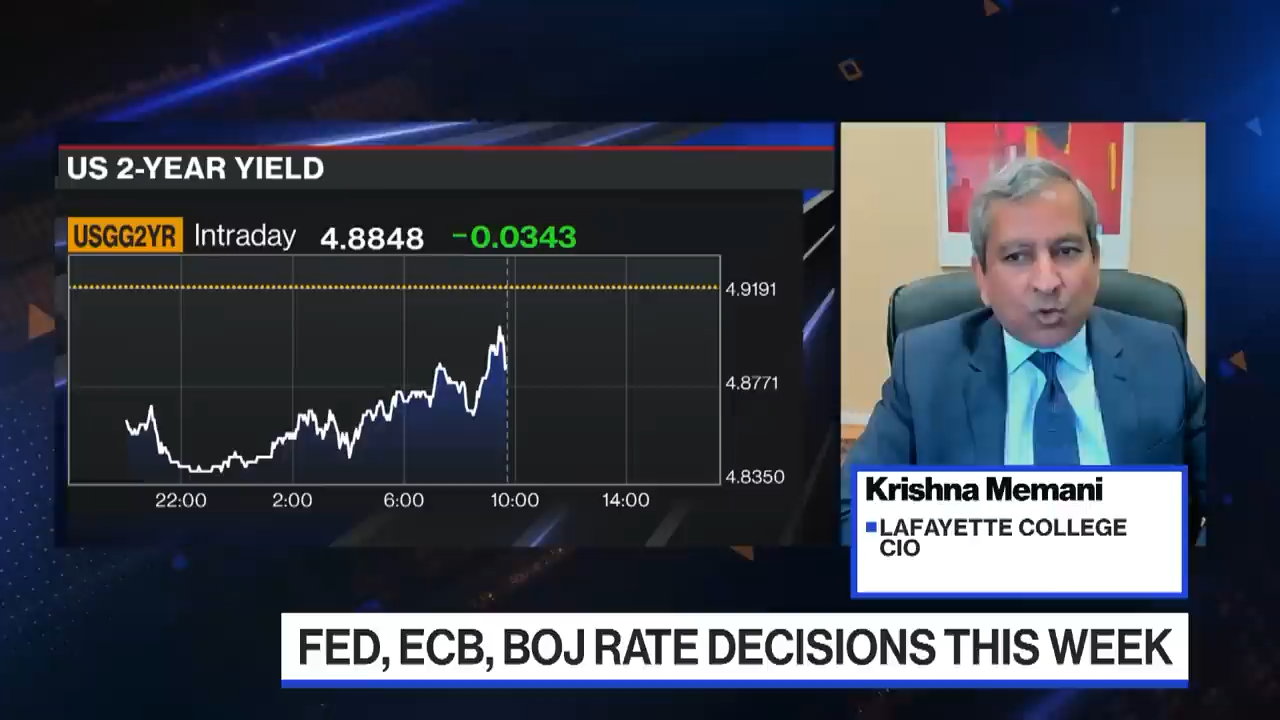 US 2-YEAR YIELD
USGG2YR Intraday 4.8848 -0.0343
4.9191
4.8771
4.8350
22:00 2:00 6:00 10:00 14:00
Krishna Memani
LAFAYETTE COLLEGE
CIO
FED, ECB, BOJ RATE DECISIONS THIS WEEK